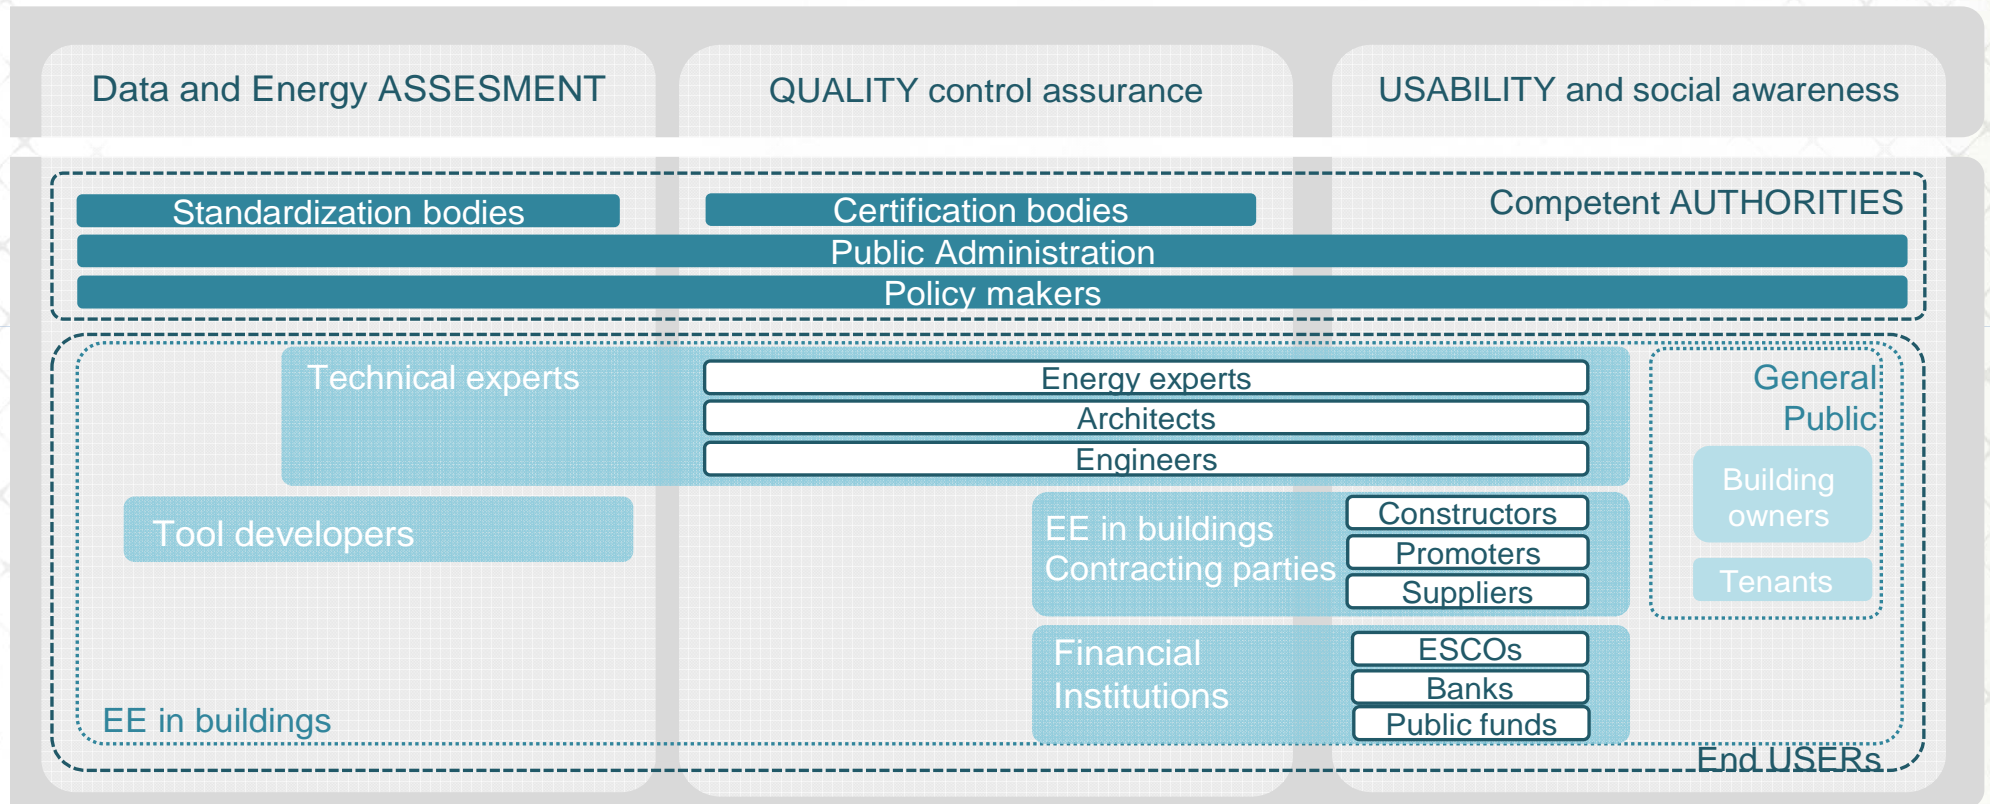 Data and Energy ASSESMENT
QUALITY control assurance
USABILITY and social awareness
Competent AUTHORITIES
Standardization bodies
Certification bodies
Public Administration
Policy makers
Technical experts
Energy experts
Architects
Engineers
General
Public
Building
owners
Tenants
Tool developers
EE in buildings
Contracting parties
Constructors
Promoters
Suppliers
Financial
Institutions
ESCOs
Banks
Public funds
EE in buildings
End USERs